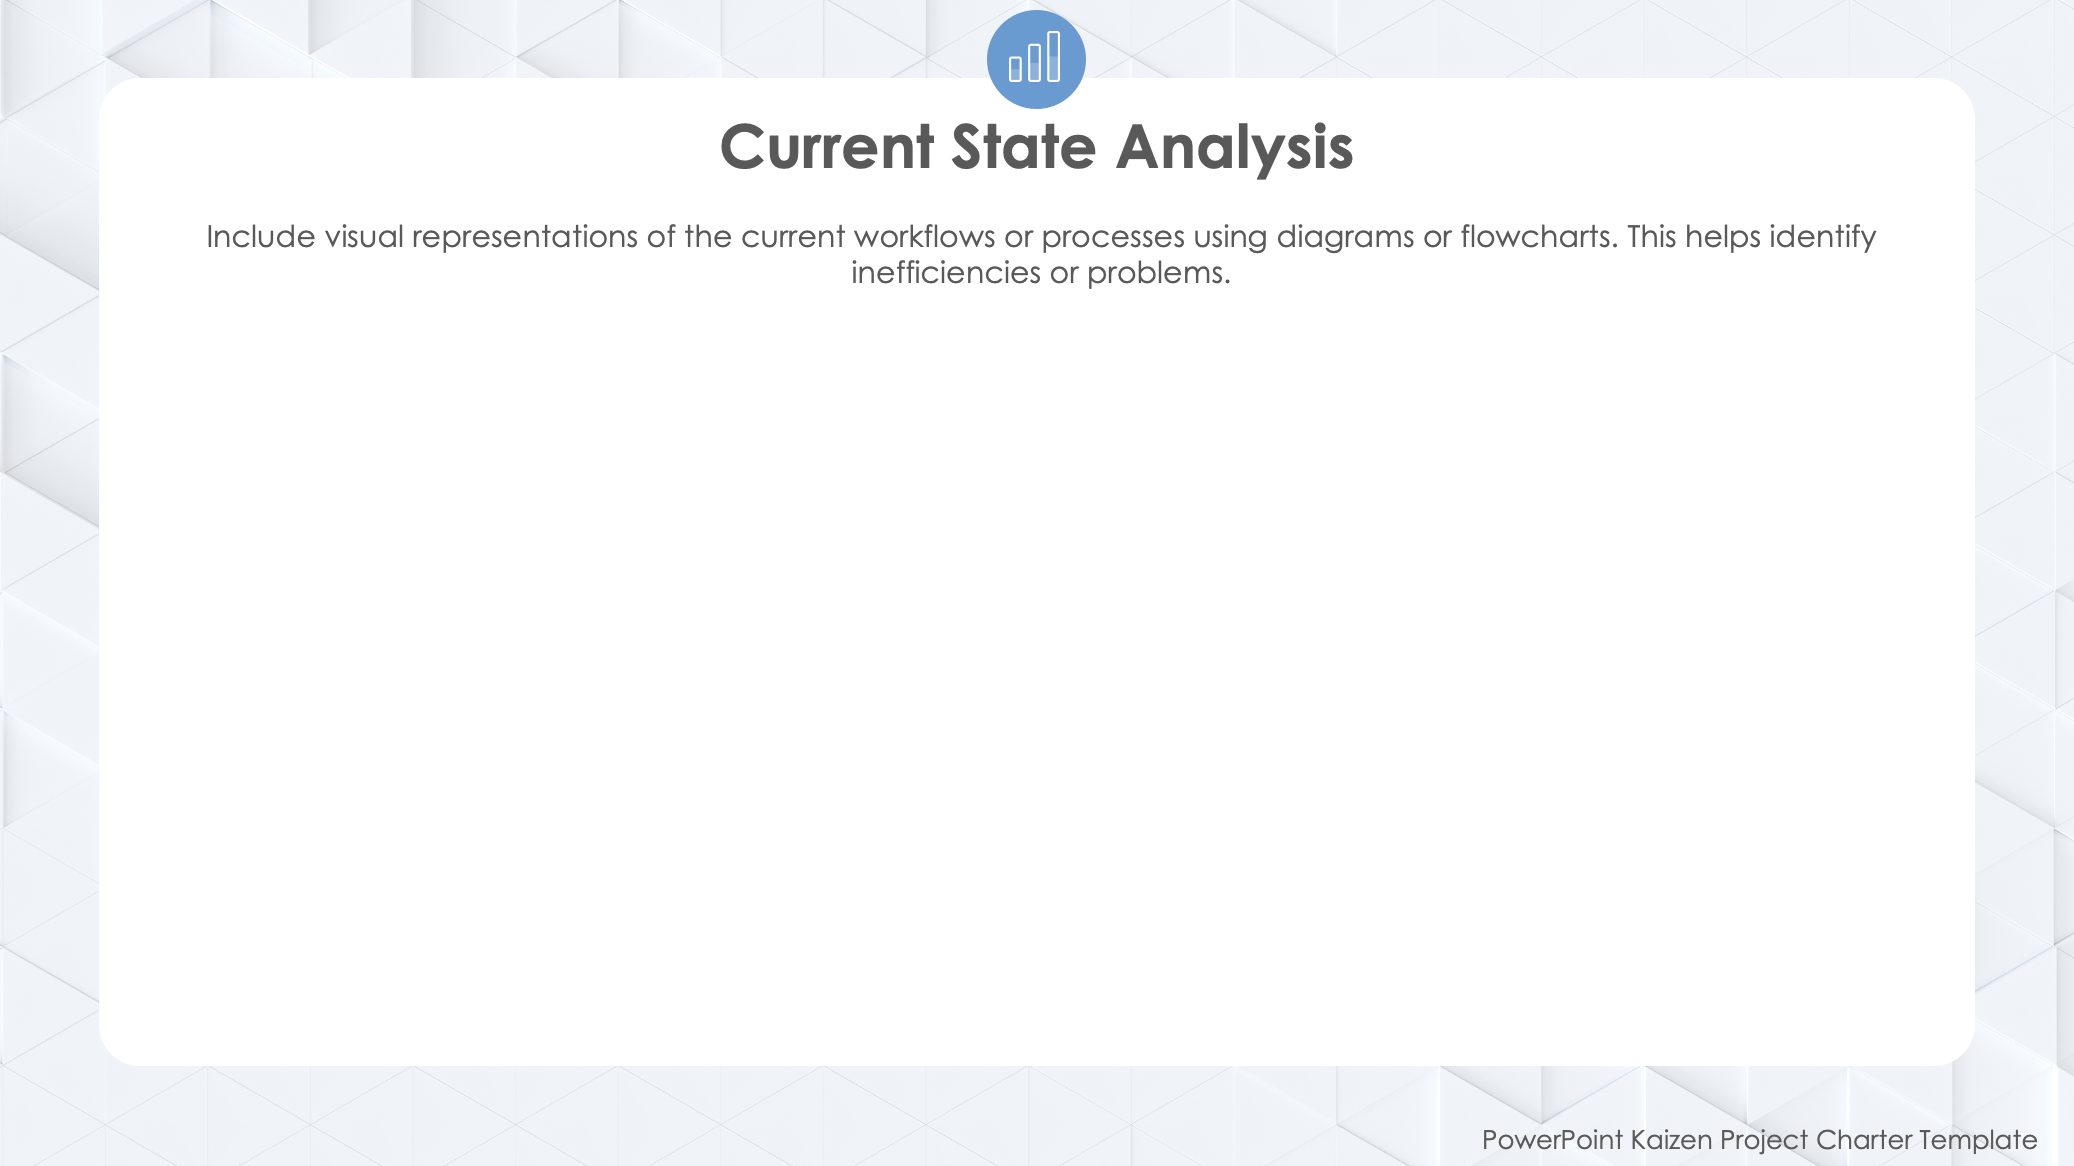 Current State Analysis
Include visual representations of the current workflows or processes using diagrams or flowcharts. This helps identify
inefficiencies or problems.
PowerPoint Kaizen Project Charter Template